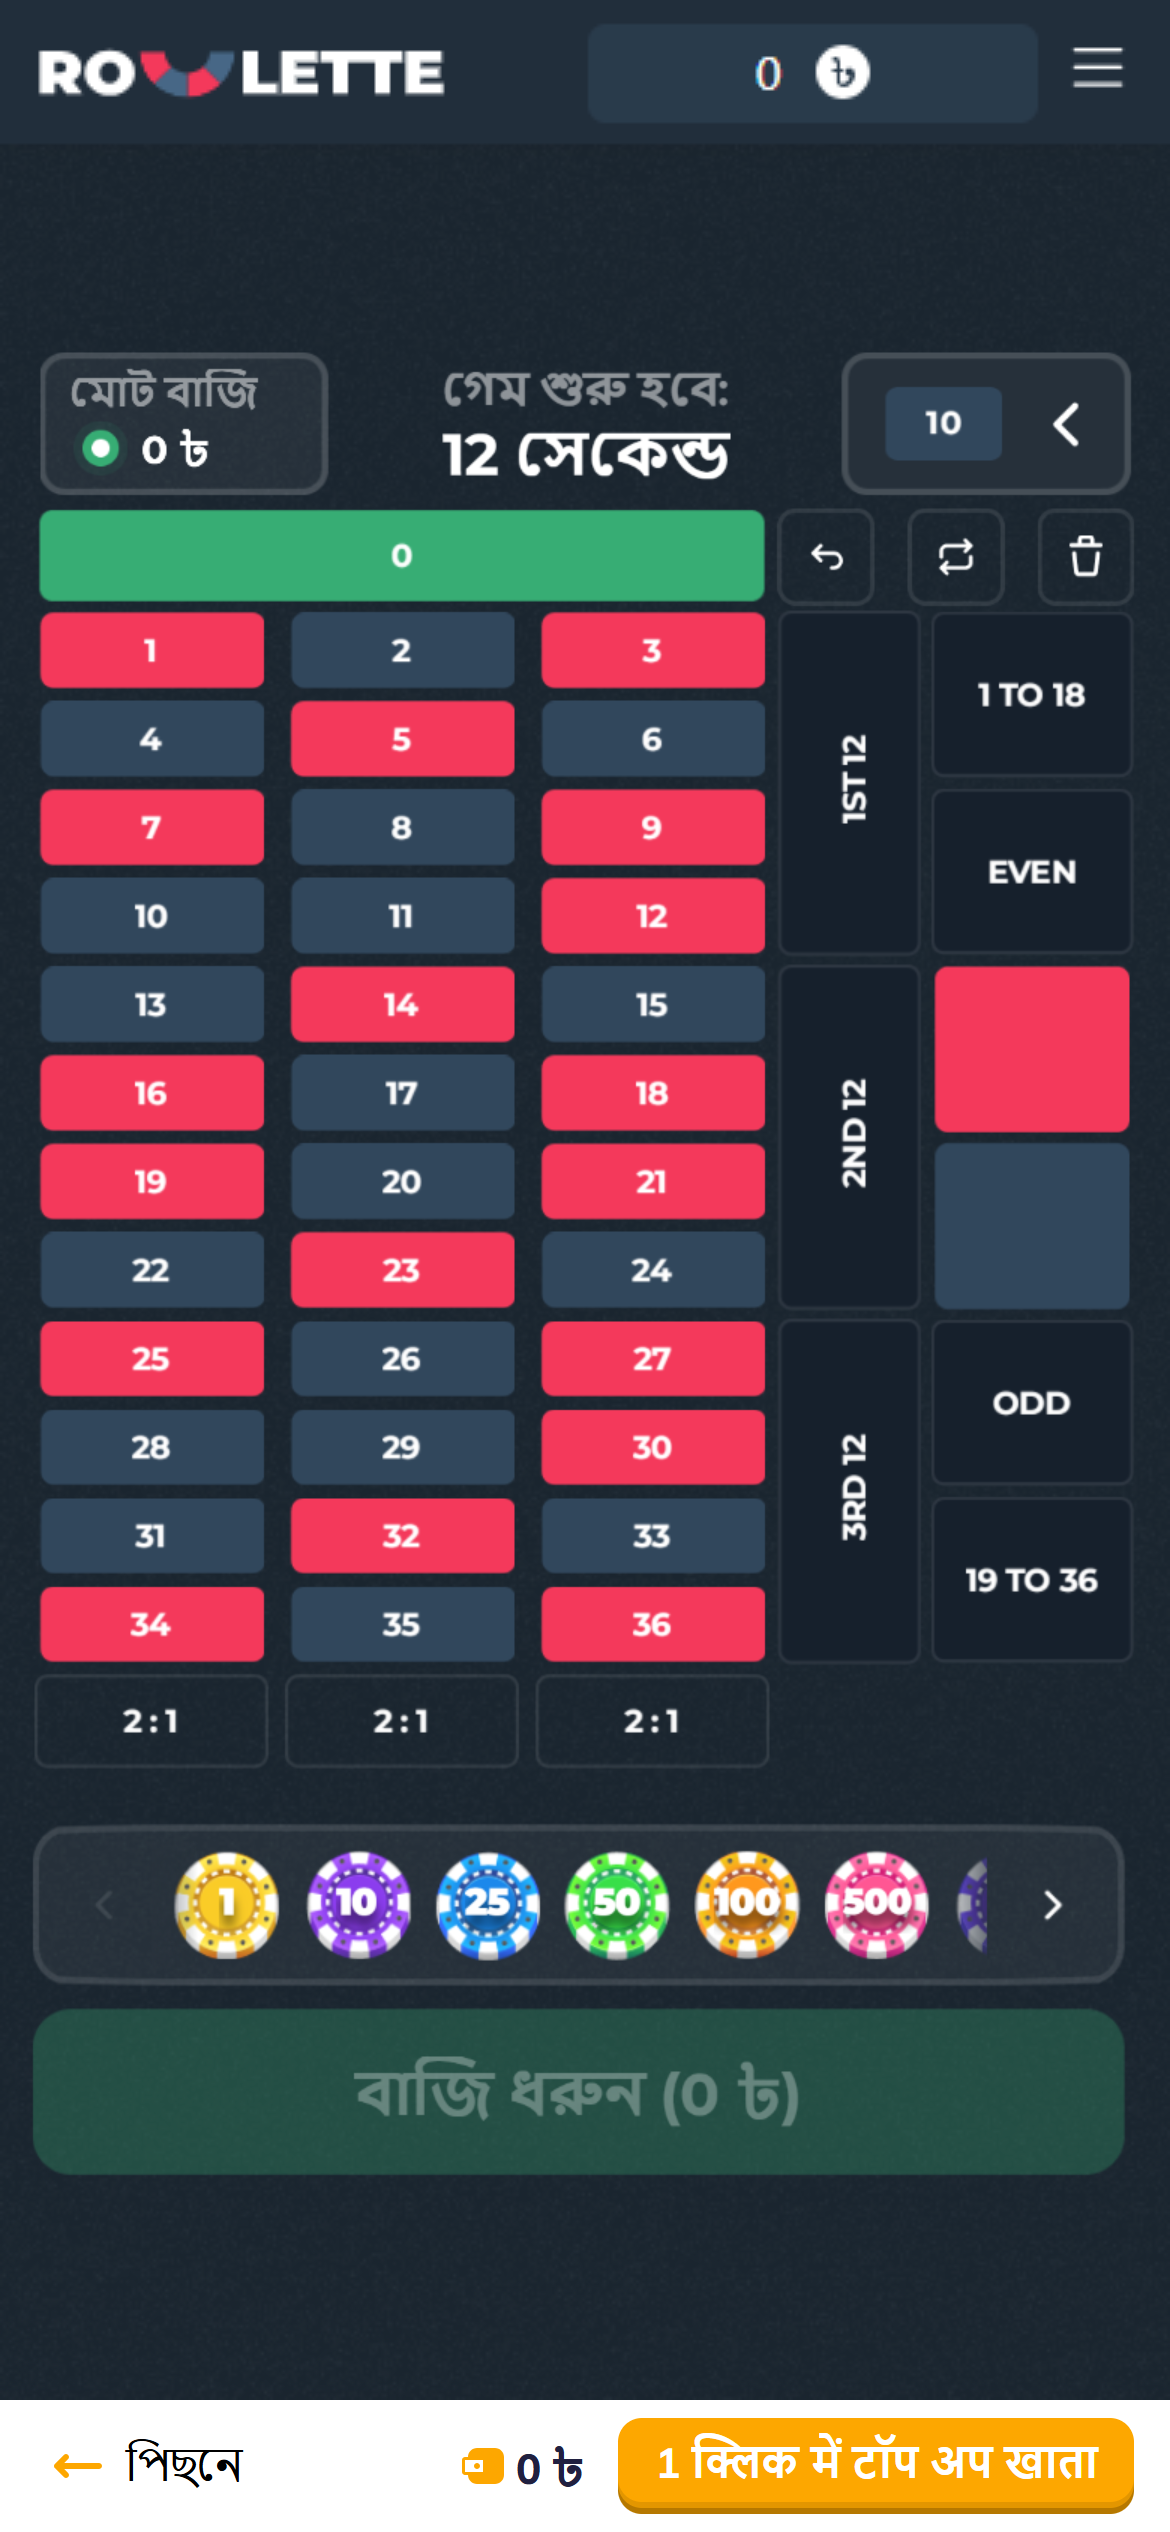 ROULETTE
0 ৳
মোট বাজি
0 ৳
গেম শুরু হবে:
12 সেকেন্ড
10
0
1 2 3
4 5 6
7 8 9
10 11 12
13 14 15
16 17 18
19 20 21
22 23 24
25 26 27
28 29 30
31 32 33
34 35 36
1ST 12
2ND 12
3RD 12
1 TO 18
EVEN
ODD
19 TO 36
2:1 2:1 2:1
1 10 25 50 100 500
বাজি ধরুন (0 ৳)
পিছনে
0 ৳
1 क्लिक में टॉप अप खाता